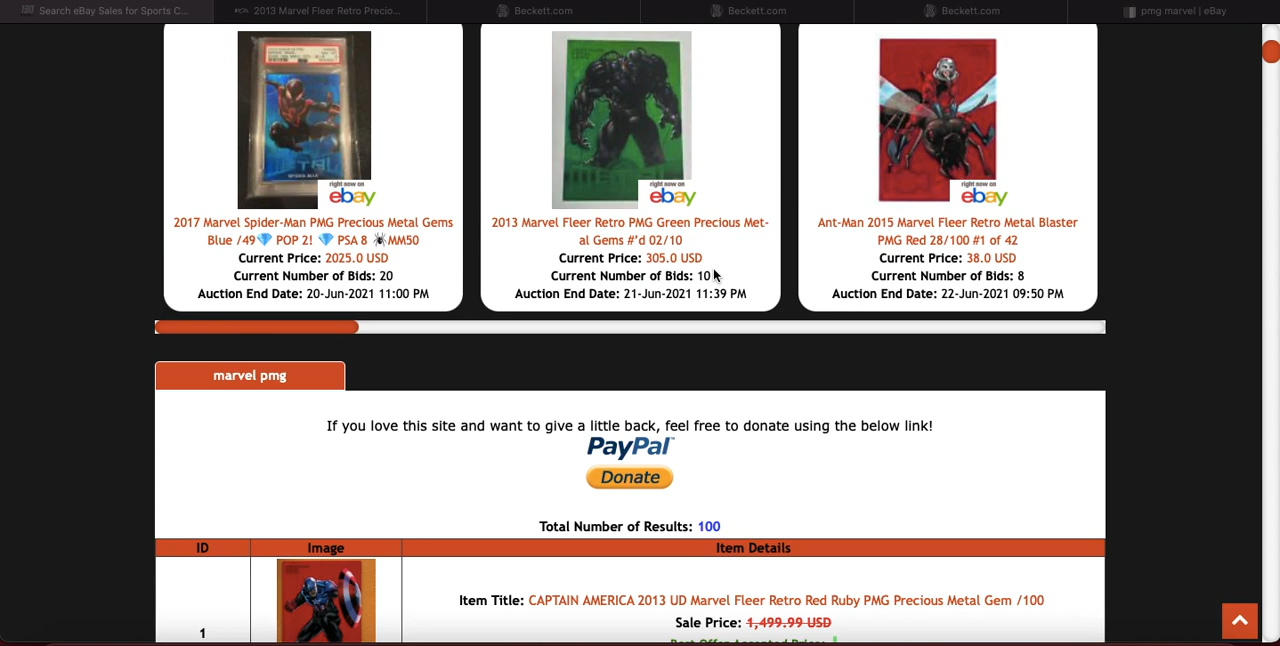 Search eBay Sales for Sports C...
2013 Marvel Fleer Retro Precio...
Beckett.com
Beckett.com
Beckett.com
pmg marvel | eBay
right now on
ebay
right now on
ebay
right now on
ebay
2017 Marvel Spider-Man PMG Precious Metal Gems
Blue /49💎 POP 2! 💎 PSA 8 🕷MM50
Current Price: 2025.0 USD
Current Number of Bids: 20
Auction End Date: 20-Jun-2021 11:00 PM
2013 Marvel Fleer Retro PMG Green Precious Met-
al Gems #'d 02/10
Current Price: 305.0 USD
Current Number of Bids: 10
Auction End Date: 21-Jun-2021 11:39 PM
Ant-Man 2015 Marvel Fleer Retro Metal Blaster
PMG Red 28/100 #1 of 42
Current Price: 38.0 USD
Current Number of Bids: 8
Auction End Date: 22-Jun-2021 09:50 PM
marvel pmg
If you love this site and want to give a little back, feel free to donate using the below link!
PayPal™
Donate
Total Number of Results: 100
ID
Image
Item Details
Item Title: CAPTAIN AMERICA 2013 UD Marvel Fleer Retro Red Ruby PMG Precious Metal Gem /100
Sale Price: 1,499.99 USD
1